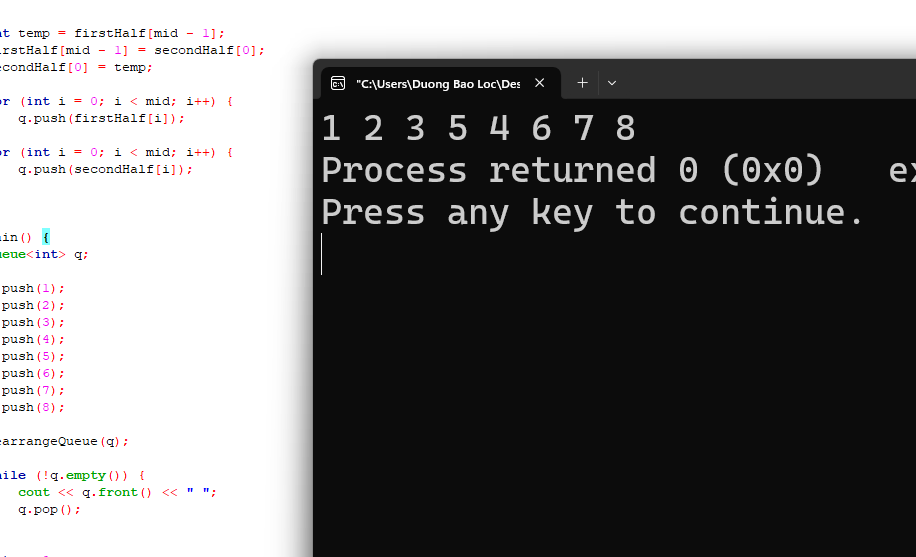 nt temp = firstHalf[mid - 1];
irstHalf[mid - 1] = secondHalf[0];
econdHalf[0] = temp;
or (int i = 0; i < mid; i++) {
q.push(firstHalf[i]);
or (int i = 0; i < mid; i++) {
q.push(secondHalf[i]);
in() {
ueue<int> q;
push(1);
push(2);
push(3);
push(4);
push(5);
push(6);
push(7);
push(8);
earrangeQueue(q);
ile (!q.empty()) {
cout << q.front() << " ";
q.pop();
"C:\Users\Duong Bao Loc\Des
1 2 3 5 4 6 7 8
Process returned 0 (0x0) ex
Press any key to continue.